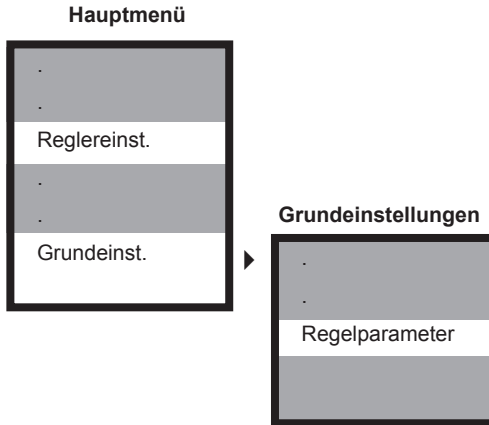 Hauptmenü
.
.
Reglereinst.
.
.
Grundeinst.
Grundeinstellungen
.
.
Regelparameter